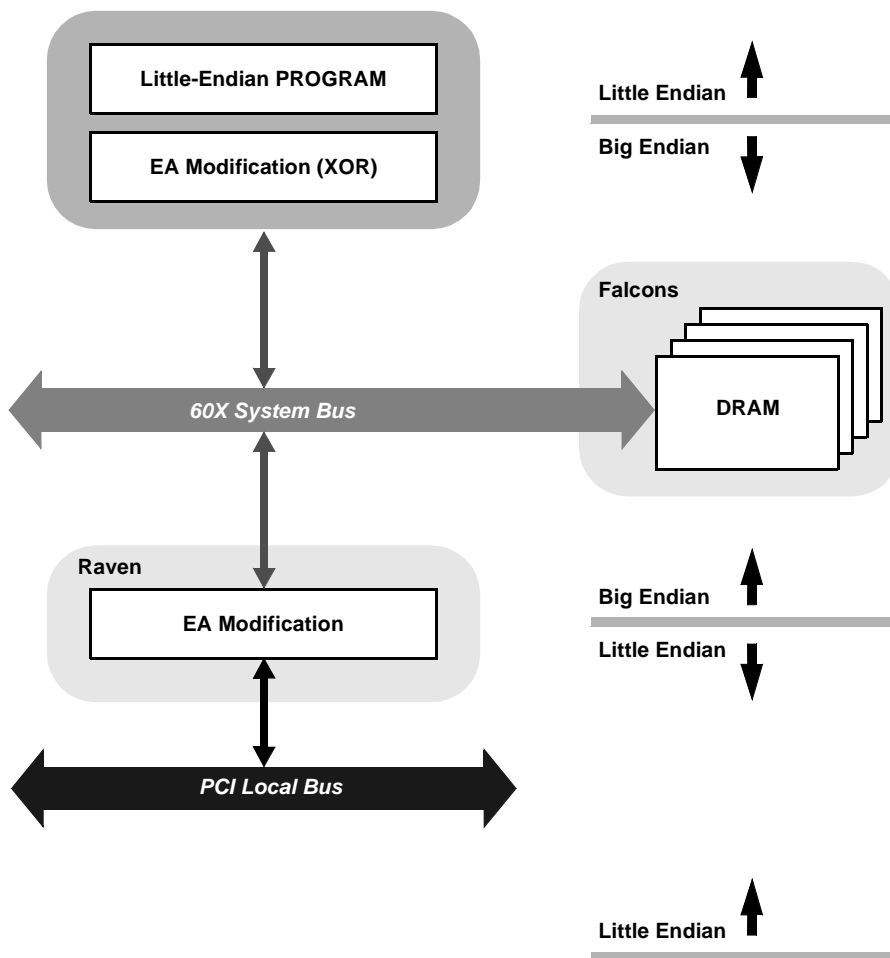 Little-Endian PROGRAM
EA Modification (XOR)
Little Endian
Big Endian
Falcons
DRAM
60X System Bus
Raven
EA Modification
Big Endian
Little Endian
PCI Local Bus
Little Endian